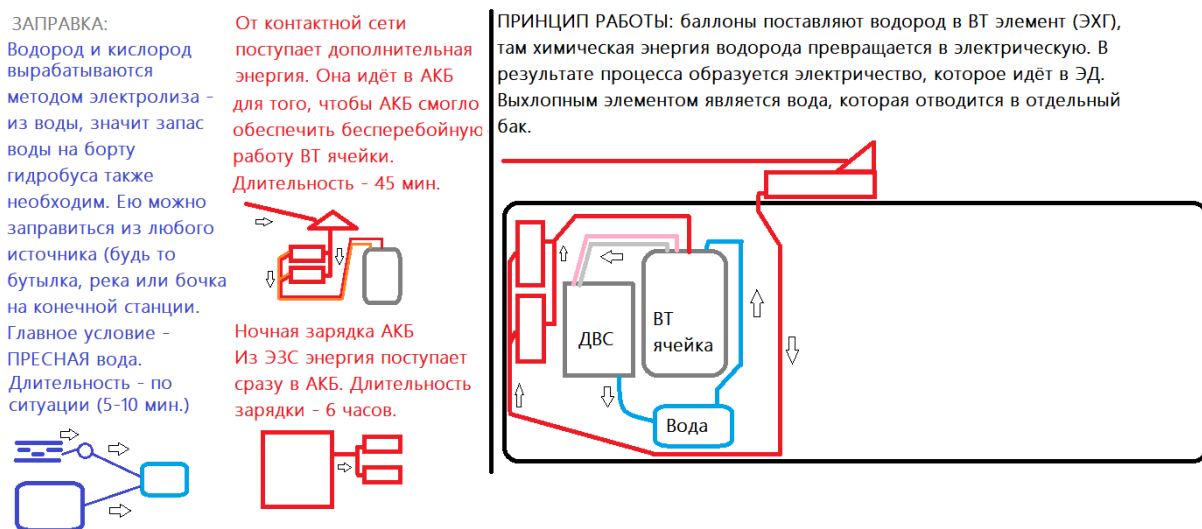 ЗАПРАВКА:
Водород и кислород
вырабатываются
методом электролиза -
из воды, значит запас
воды на борту
гидробуса также
необходим. Ею можно
заправиться из любого
источника (будь то
бутылка, река или бочка
на конечной станции.
Главное условие -
ПРЕСНАЯ вода.
Длительность - по
ситуации (5-10 мин.)
От контактной сети
поступает дополнительная
энергия. Она идёт в АКБ
для того, чтобы АКБ смогло
обеспечить бесперебойную
работу ВТ ячейки.
Длительность - 45 мин.
Ночная зарядка АКБ
Из ЭЗС энергия поступает
сразу в АКБ. Длительность
зарядки - 6 часов.
ПРИНЦИП РАБОТЫ: баллоны поставляют водород в ВТ элемент (ЭХГ),
там химическая энергия водорода превращается в электрическую. В
результате процесса образуется электричество, которое идёт в ЭД.
Выхлопным элементом является вода, которая отводится в отдельный
бак.
ДВС
ВТ
ячейка
Вода